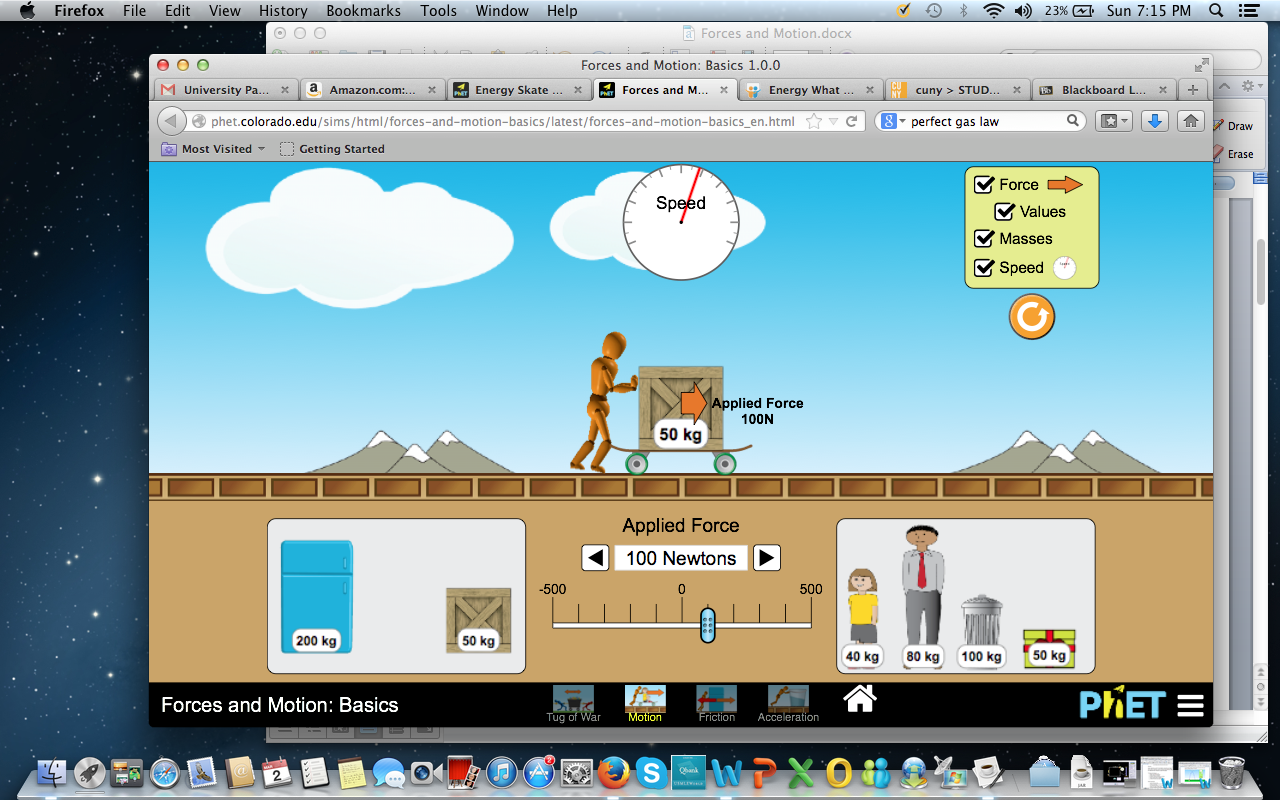 Firefox File Edit View History Bookmarks Tools Window Help 23% Sun 7:15 PM
Forces and Motion.docx
Forces and Motion: Basics 1.0.0
University Pa... Amazon.com:... Energy Skate ... Forces and M... Energy What ... cuny > STUD... Blackboard L...
phet.colorado.edu/sims/html/forces-and-motion-basics/latest/forces-and-motion-basics_en.html perfect gas law
Draw
Most Visited Getting Started
Erase
Speed
Force
Values
Masses
Speed
Applied Force
100N
50 kg
Applied Force
100 Newtons
-500 0 500
200 kg 50 kg
40 kg 80 kg 100 kg 50 kg
Forces and Motion: Basics
Tug of War Motion Friction Acceleration
PhET